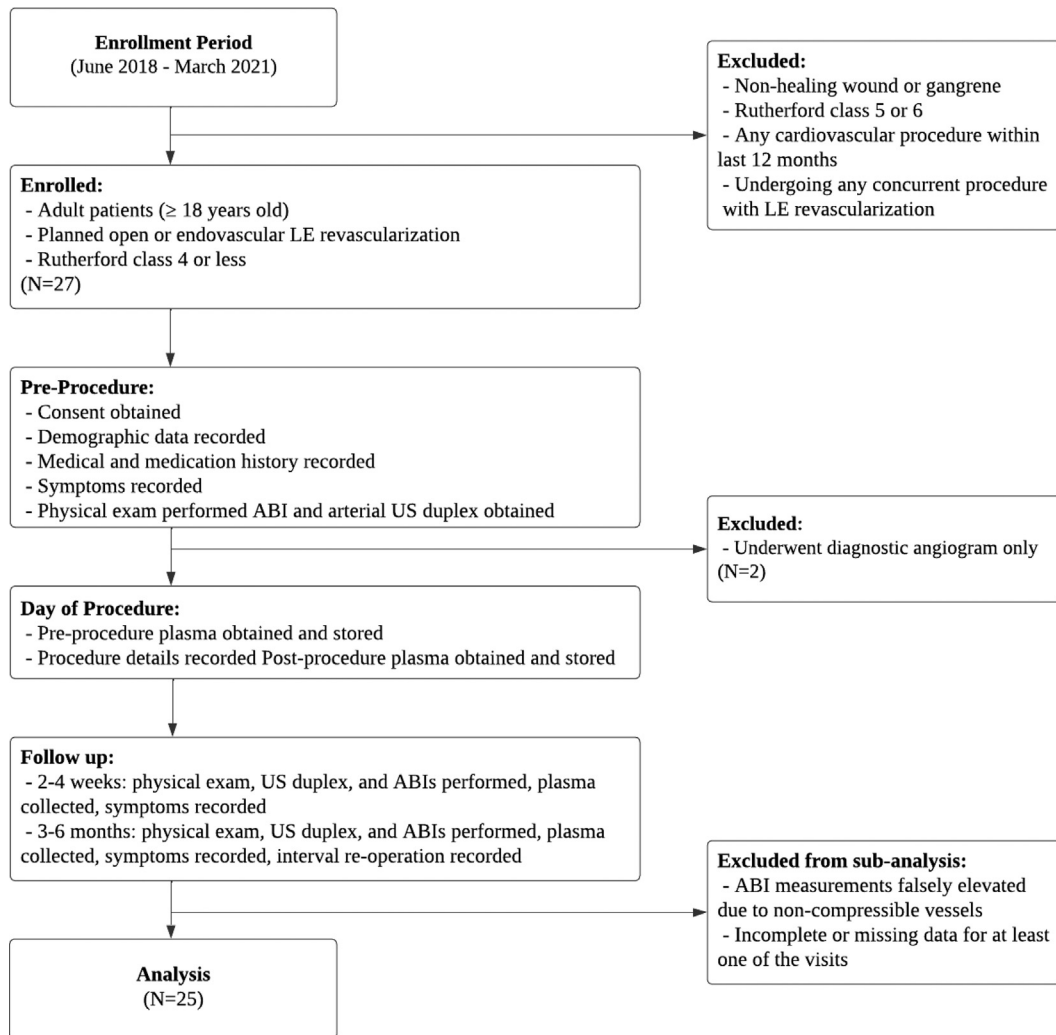 Enrollment Period
(June 2018 - March 2021)
Excluded:
- Non-healing wound or gangrene
- Rutherford class 5 or 6
- Any cardiovascular procedure within
last 12 months
- Undergoing any concurrent procedure
with LE revascularization
Enrolled:
- Adult patients (≥ 18 years old)
- Planned open or endovascular LE revascularization
- Rutherford class 4 or less
(N=27)
Pre-Procedure:
- Consent obtained
- Demographic data recorded
- Medical and medication history recorded
- Symptoms recorded
- Physical exam performed ABI and arterial US duplex obtained
Excluded:
- Underwent diagnostic angiogram only
(N=2)
Day of Procedure:
- Pre-procedure plasma obtained and stored
- Procedure details recorded Post-procedure plasma obtained and stored
Follow up:
- 2-4 weeks: physical exam, US duplex, and ABIs performed, plasma
collected, symptoms recorded
- 3-6 months: physical exam, US duplex, and ABIs performed, plasma
collected, symptoms recorded, interval re-operation recorded
Excluded from sub-analysis:
- ABI measurements falsely elevated
due to non-compressible vessels
- Incomplete or missing data for at least
one of the visits
Analysis
(N=25)